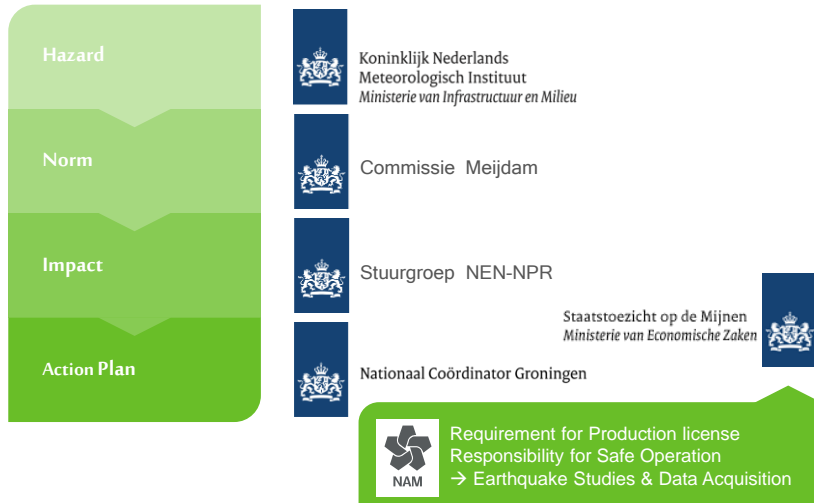 Hazard
Koninklijk Nederlands
Meteorologisch Instituut
Ministerie van Infrastructuur en Milieu
Norm
Commissie Meijdam
Impact
Stuurgroep NEN-NPR
Staatstoezicht op de Mijnen
Ministerie van Economische Zaken
Action Plan
Nationaal Coördinator Groningen
NAM
Requirement for Production license
Responsibility for Safe Operation
→ Earthquake Studies & Data Acquisition